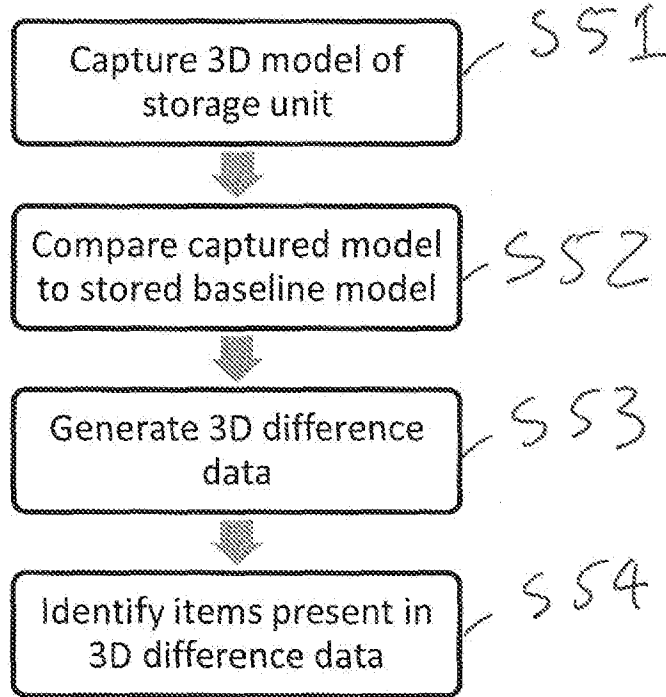 Capture 3D model of
storage unit
S51
Compare captured model
to stored baseline model
S52
Generate 3D difference
data
S53
Identify items present in
3D difference data
S54